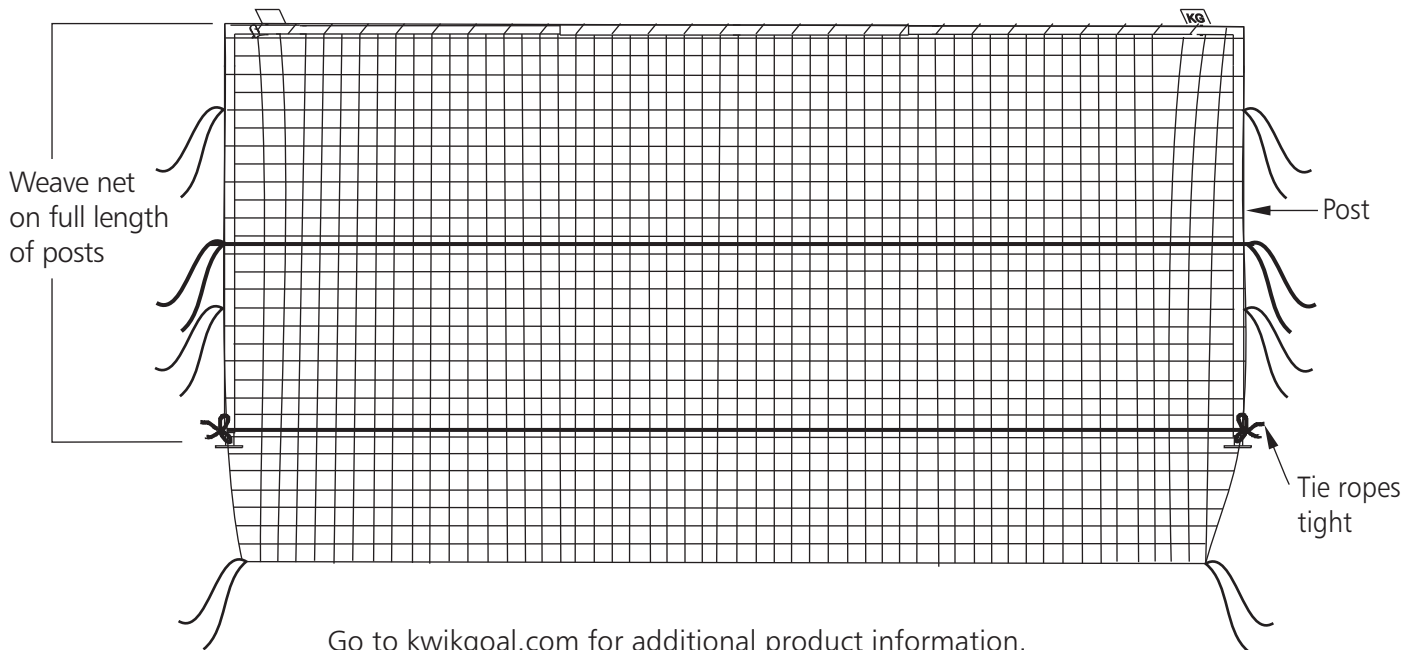 KG
Weave net
on full length
of posts
Post
Tie ropes
tight
Go to kwikgoal.com for additional product information.